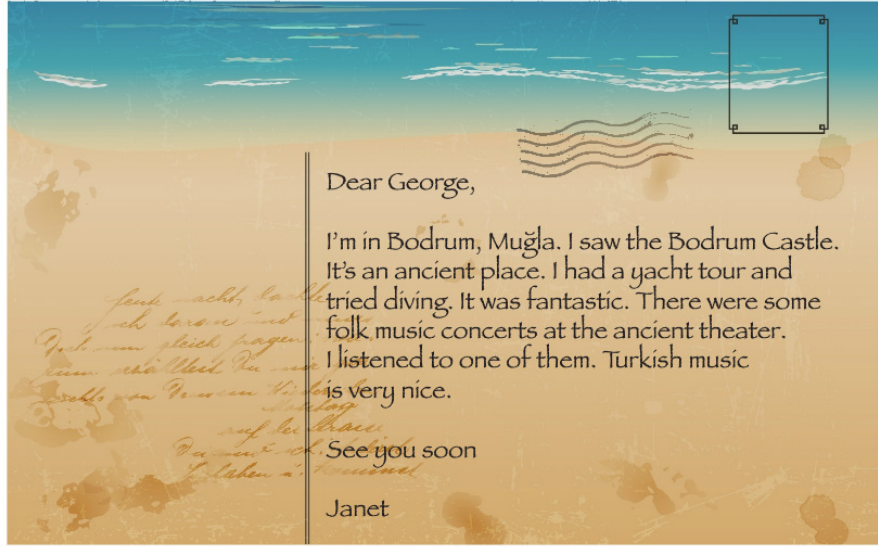 Dear George,
I'm in Bodrum, Muğla. I saw the Bodrum Castle.
It's an ancient place. I had a yacht tour and
tried diving. It was fantastic. There were some
folk music concerts at the ancient theater.
I listened to one of them. Turkish music
is very nice.
See you soon
Janet